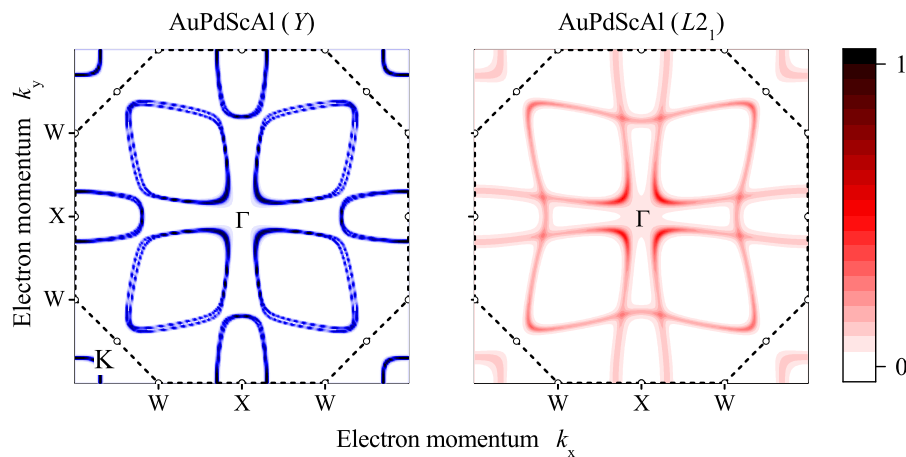 AuPdScAl (Y)
AuPdScAl (L2₁)
Electron momentum k_y
W
X
W
K
Γ
Γ
1
0
W X W
W X W
Electron momentum k_x